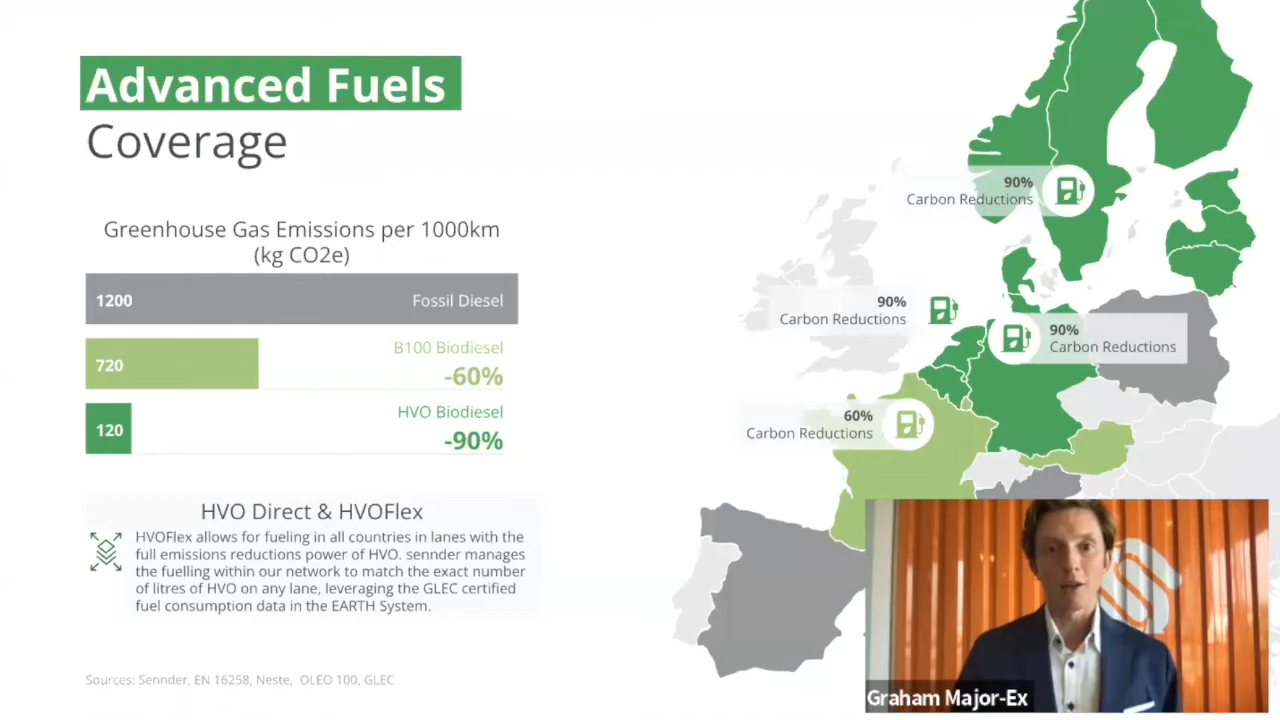 Advanced Fuels
Coverage
Greenhouse Gas Emissions per 1000km
(kg CO2e)
1200
Fossil Diesel
720
B100 Biodiesel
-60%
120
HVO Biodiesel
-90%
HVO Direct & HVOFlex
HVOFlex allows for fueling in all countries in lanes with the
full emissions reductions power of HVO. sennder manages
the fuelling within our network to match the exact number
of litres of HVO on any lane, leveraging the GLEC certified
fuel consumption data in the EARTH System.
Sources: Sennder, EN 16258, Neste, OLEO 100, GLEC
90%
Carbon Reductions
90%
Carbon Reductions
90%
Carbon Reductions
60%
Carbon Reductions
Graham Major-Ex